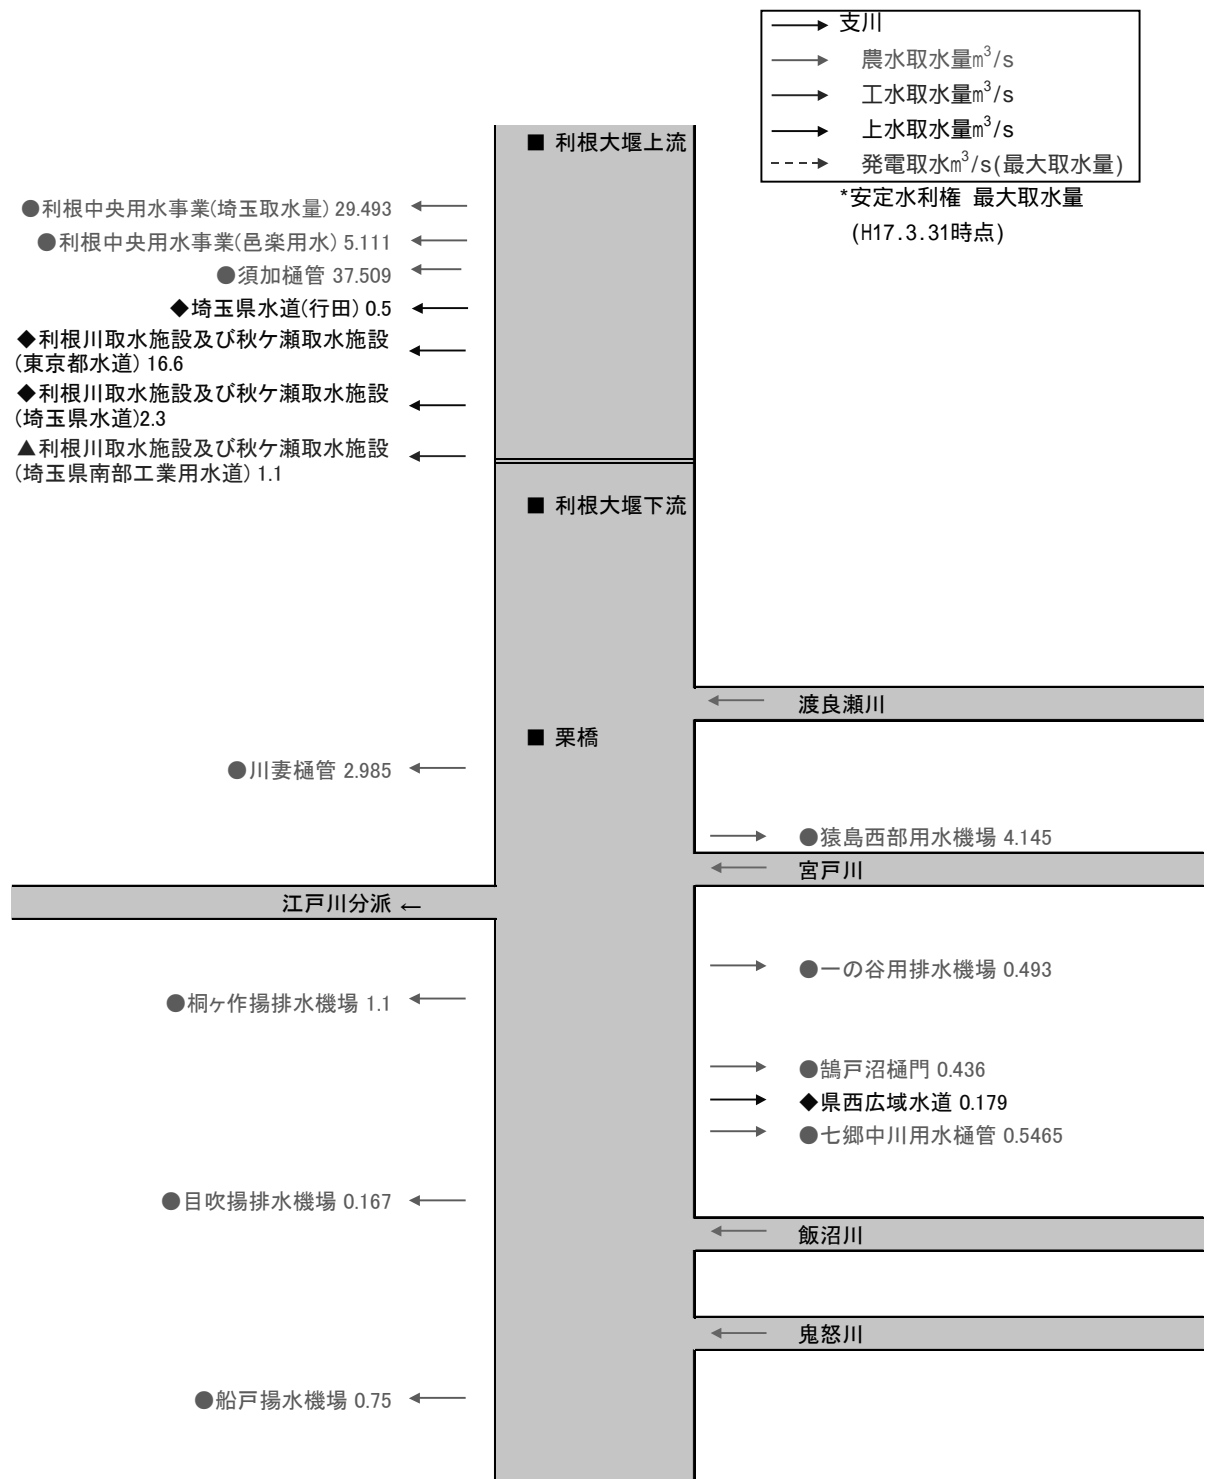 支川
農水取水量m³/s
工水取水量m³/s
上水取水量m³/s
発電取水m³/s(最大取水量)
*安定水利権 最大取水量
(H17.3.31時点)
■ 利根大堰上流
●利根中央用水事業(埼玉取水量) 29.493
●利根中央用水事業(邑楽用水) 5.111
●須加樋管 37.509
◆埼玉県水道(行田) 0.5
◆利根川取水施設及び秋ケ瀬取水施設
(東京都水道) 16.6
◆利根川取水施設及び秋ケ瀬取水施設
(埼玉県水道)2.3
▲利根川取水施設及び秋ケ瀬取水施設
(埼玉県南部工業用水道) 1.1
■ 利根大堰下流
渡良瀬川
■ 栗橋
●川妻樋管 2.985
●猿島西部用水機場 4.145
宮戸川
江戸川分派 ←
●一の谷用排水機場 0.493
●桐ヶ作揚排水機場 1.1
●鵠戸沼樋門 0.436
◆県西広域水道 0.179
●七郷中川用水樋管 0.5465
●目吹揚排水機場 0.167
飯沼川
鬼怒川
●船戸揚水機場 0.75